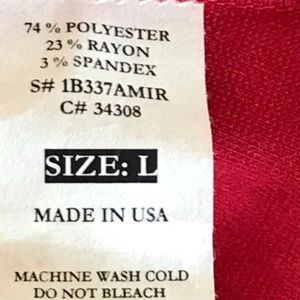 74 % POLYESTER
23 % RAYON
3 % SPANDEX
S# 1B337AMIR
C# 34308
SIZE: L
MADE IN USA
MACHINE WASH COLD
DO NOT BLEACH